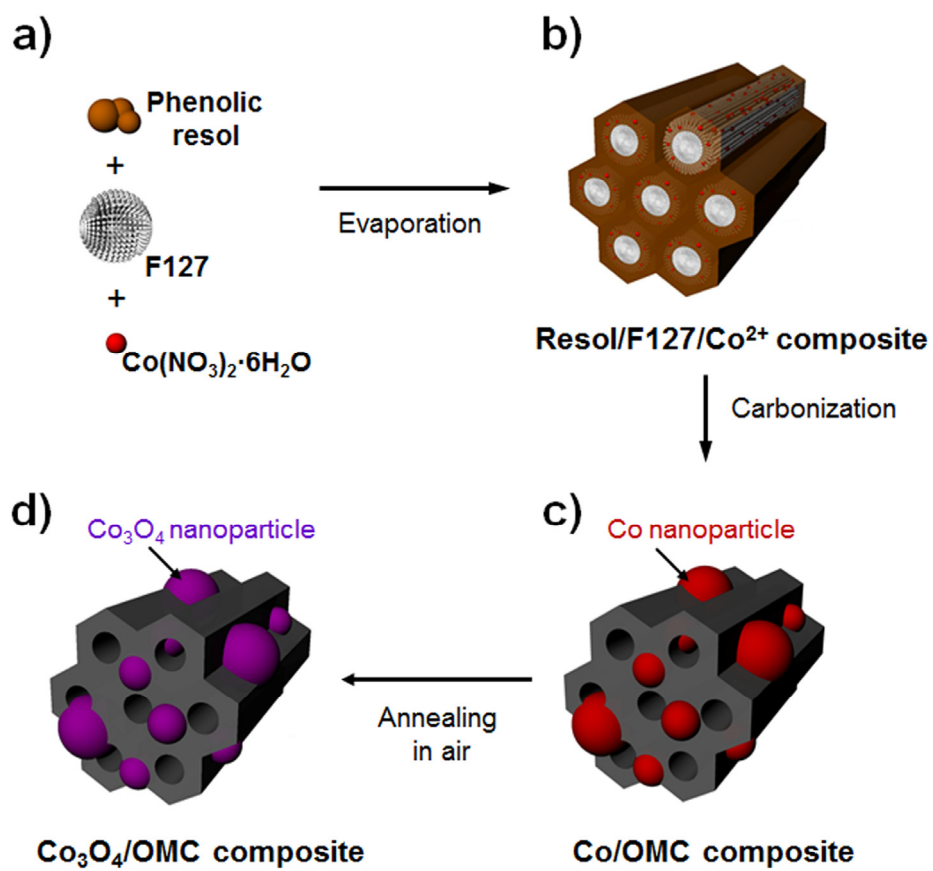 a)
Phenolic
resol
+
F127
+
Co(NO₃)₂·6H₂O
Evaporation
b)
Resol/F127/Co²⁺ composite
Carbonization
c)
Co nanoparticle
Co/OMC composite
Annealing
in air
d)
Co₃O₄ nanoparticle
Co₃O₄/OMC composite